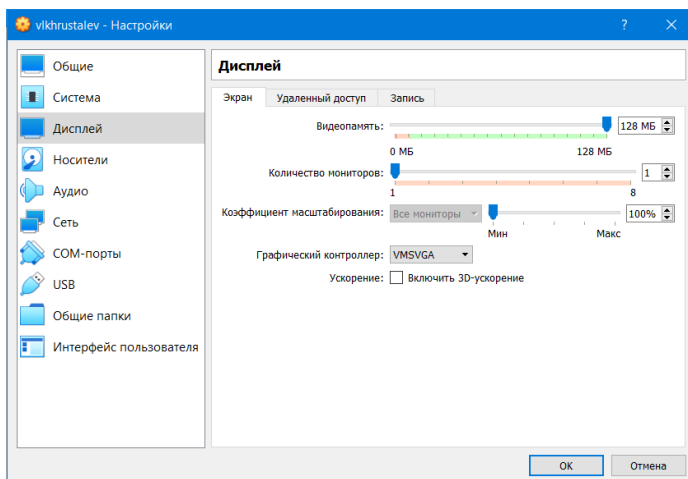 vlkhrustalev - Настройки
?
Общие
Система
Дисплей
Носители
Аудио
Сеть
COM-порты
USB
Общие папки
Интерфейс пользователя
Дисплей
Экран Удаленный доступ Запись
Видеопамять: 128 МБ
0 МБ 128 МБ
Количество мониторов: 1
1 8
Коэффициент масштабирования: Все мониторы 100%
Мин Макс
Графический контроллер: VMSVGA
Ускорение: Включить 3D-ускорение
OK Отмена